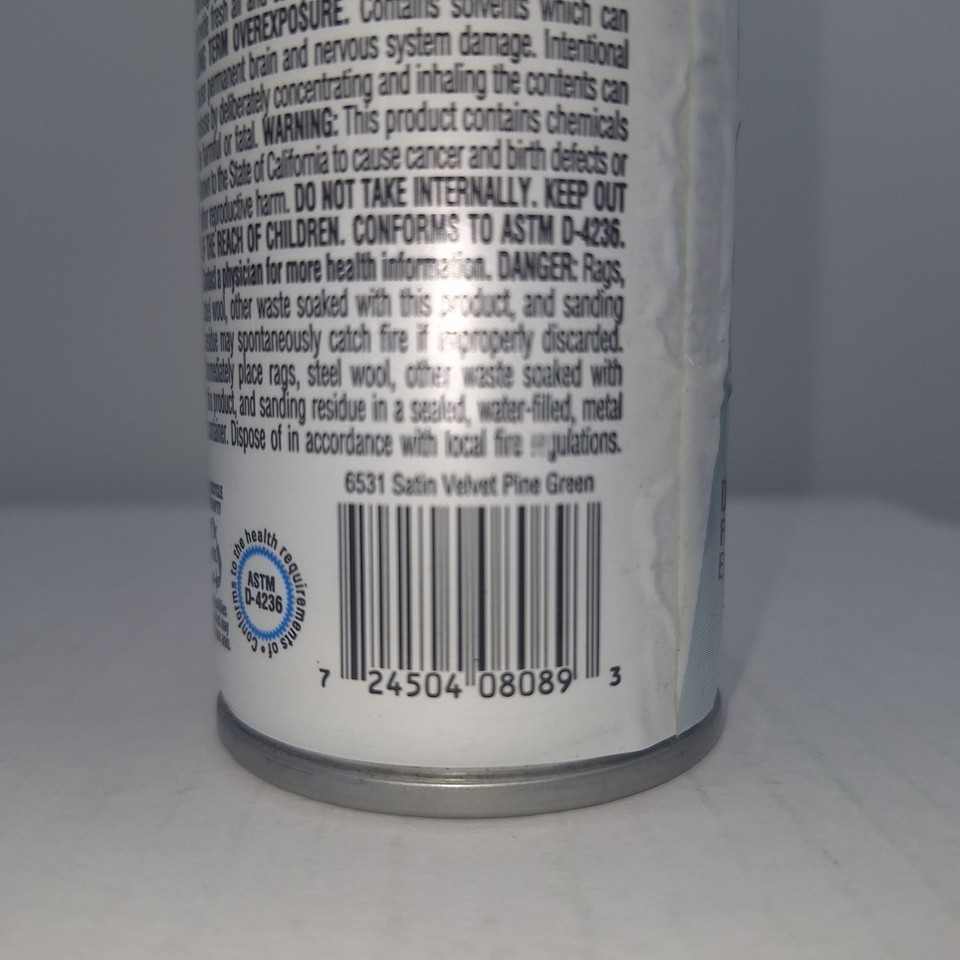 fresh air and
TERM OVEREXPOSURE. Contains solvents which can
permanent brain and nervous system damage. Intentional
by deliberately concentrating and inhaling the contents can
harmful or fatal. WARNING: This product contains chemicals
to the State of California to cause cancer and birth defects or
reproductive harm. DO NOT TAKE INTERNALLY. KEEP OUT
THE REACH OF CHILDREN. CONFORMS TO ASTM D-4236.
a physician for more health information. DANGER: Rags,
wool, other waste soaked with this product, and sanding
may spontaneously catch fire if improperly discarded.
place rags, steel wool, other waste soaked with
product, and sanding residue in a sealed, water-filled, metal
Dispose of in accordance with local fire regulations.
6531 Satin Velvet Pine Green
Conforms to the health requirements of •
ASTM
D-4236
7 24504 08089 3